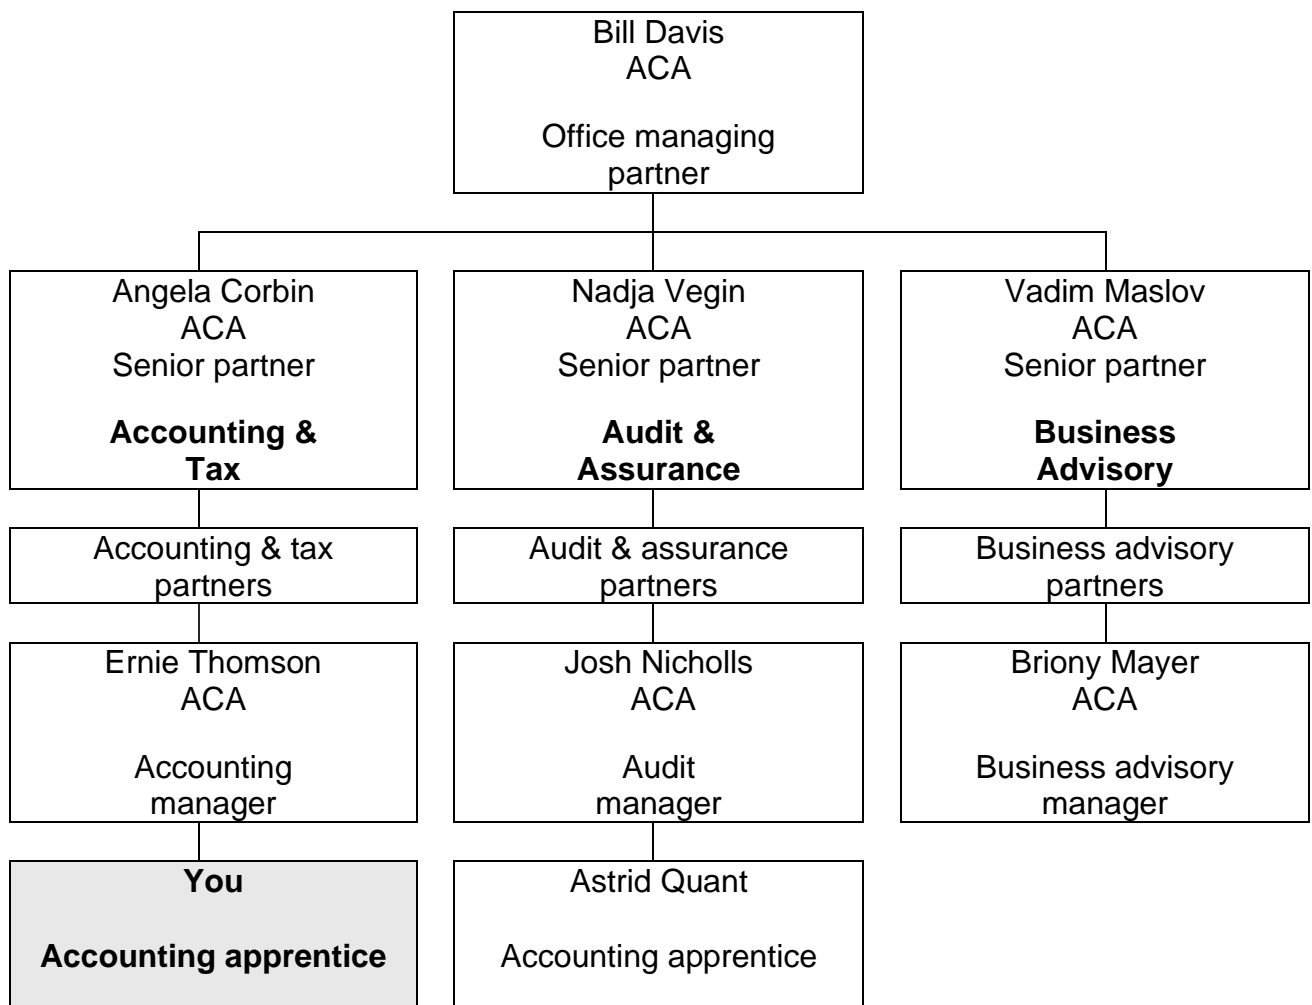 Bill Davis
ACA
Office managing
partner
Angela Corbin
ACA
Senior partner
Accounting &
Tax
Nadja Vegin
ACA
Senior partner
Audit &
Assurance
Vadim Maslov
ACA
Senior partner
Business
Advisory
Accounting & tax
partners
Audit & assurance
partners
Business advisory
partners
Ernie Thomson
ACA
Accounting
manager
Josh Nicholls
ACA
Audit
manager
Briony Mayer
ACA
Business advisory
manager
You
Accounting apprentice
Astrid Quant
Accounting apprentice